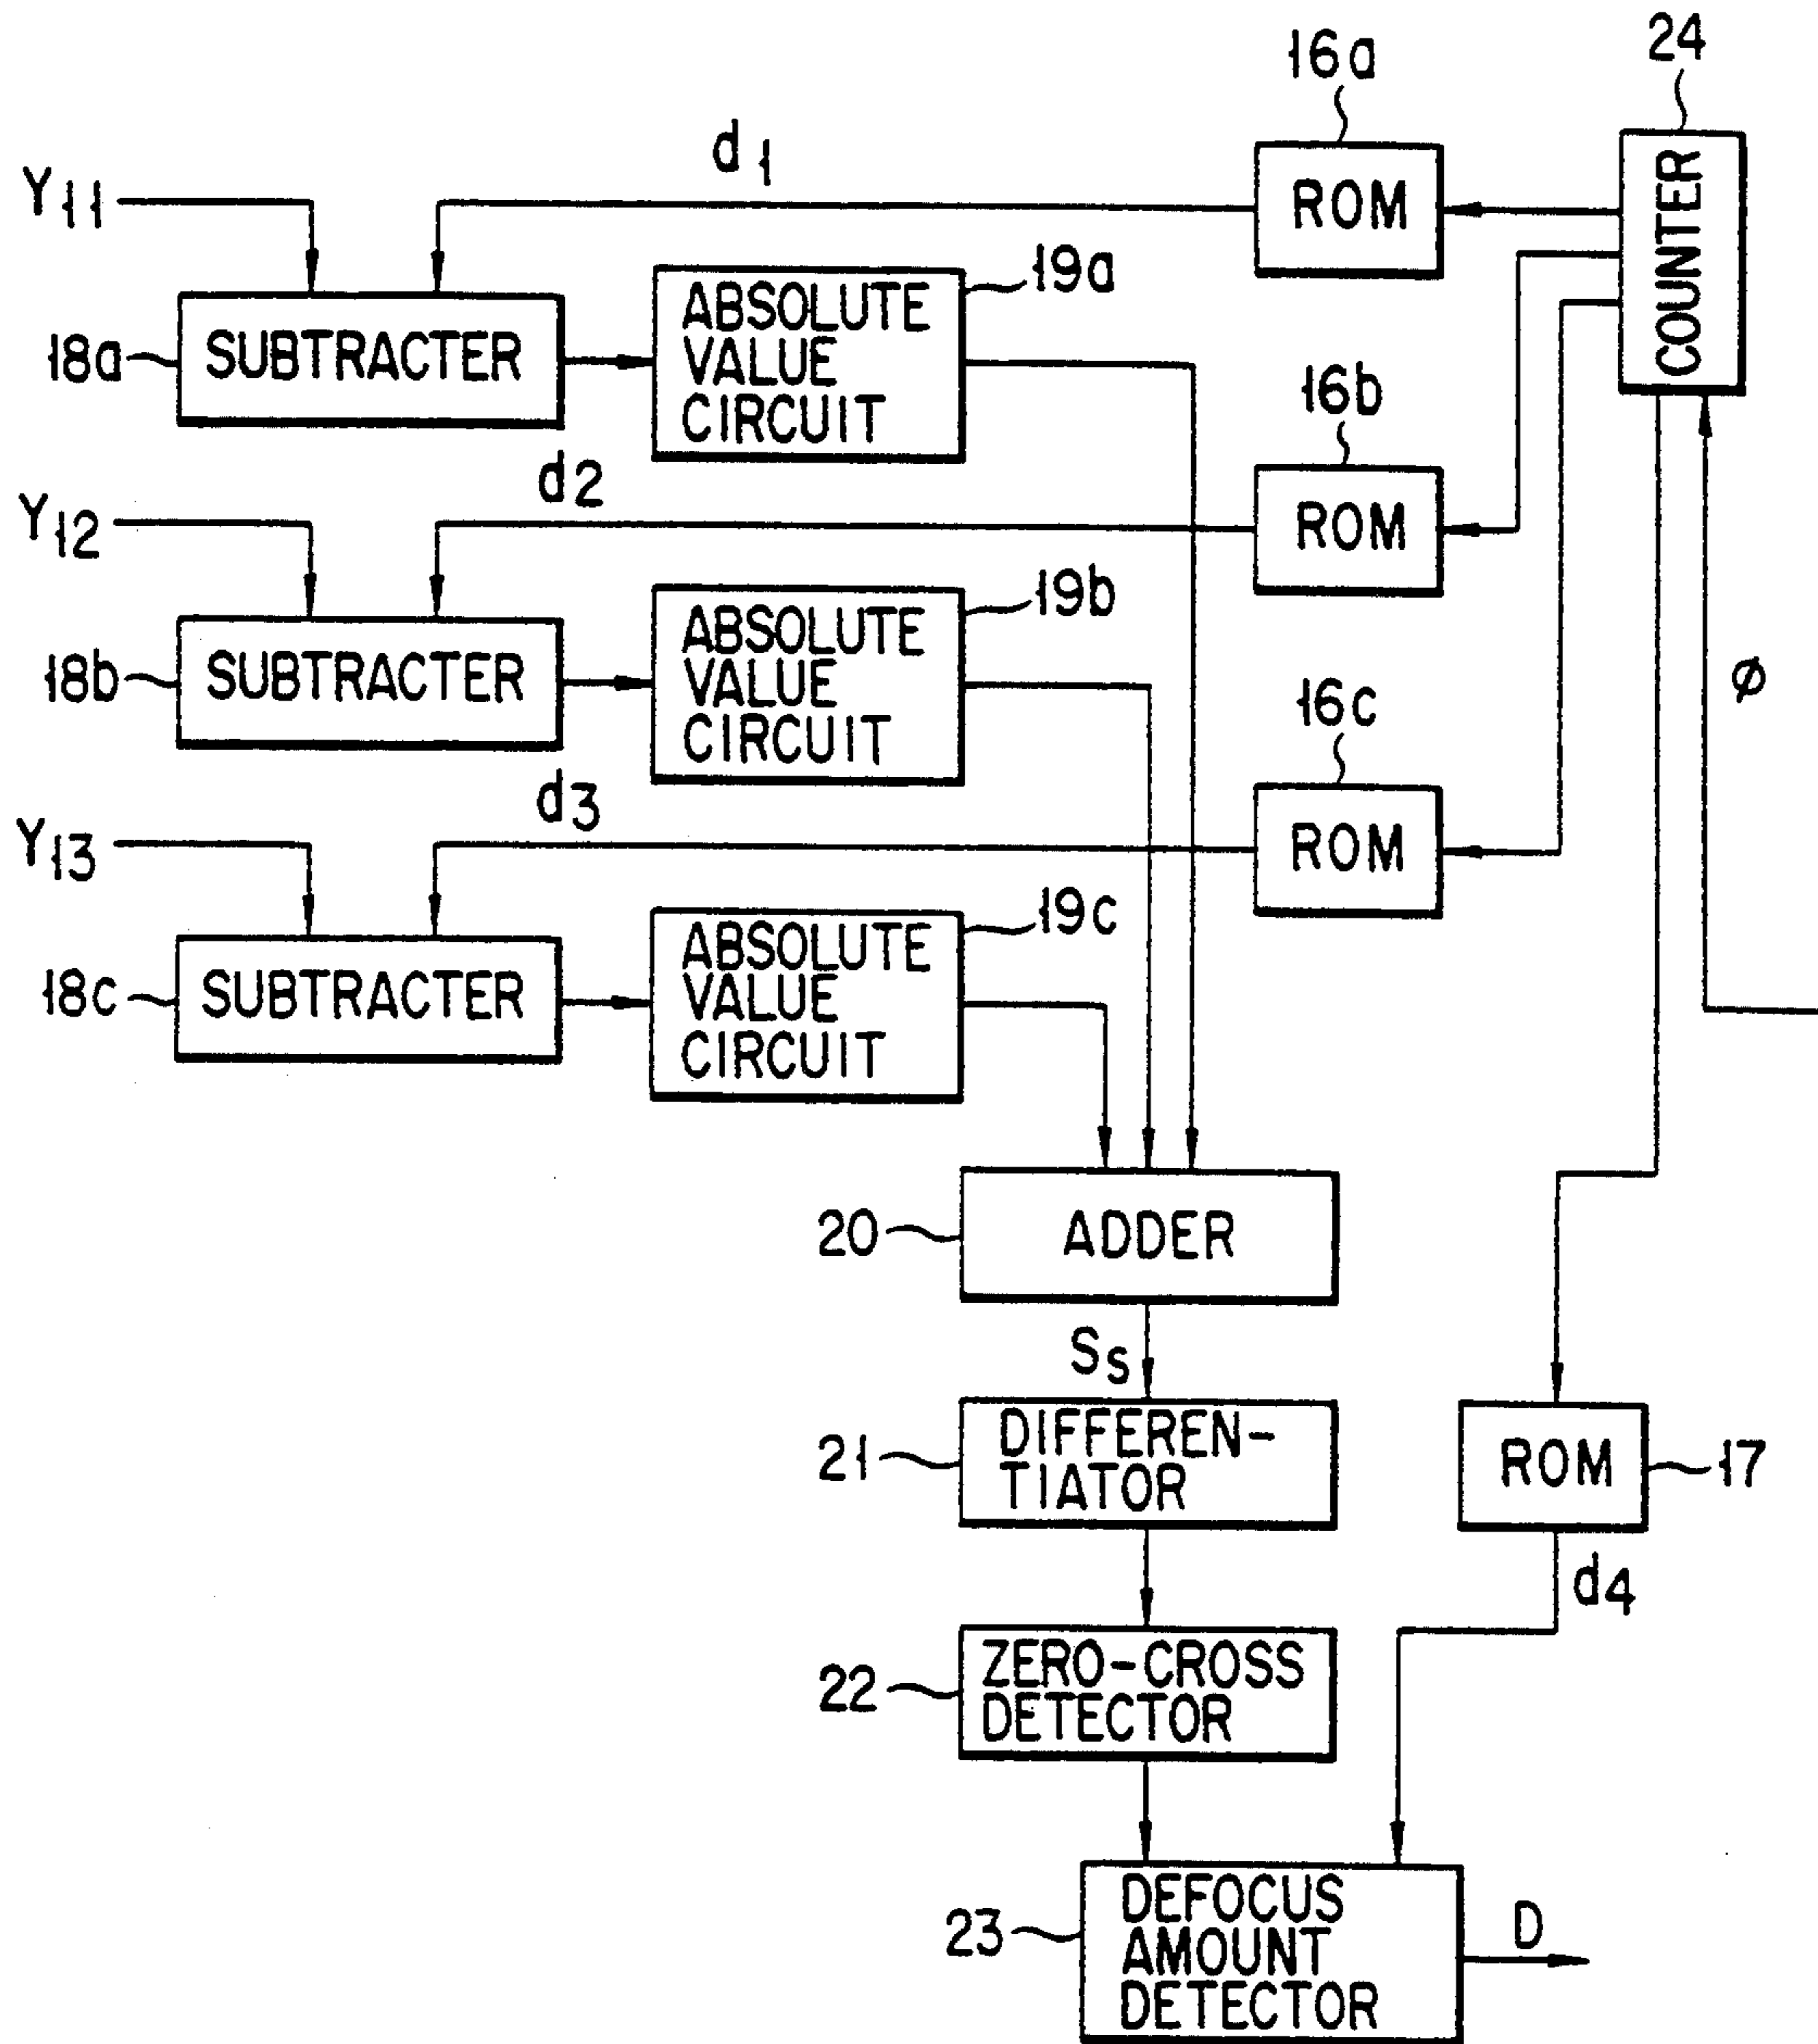 24
16a
d1
ROM
COUNTER
Y11
19a
ABSOLUTE
VALUE
CIRCUIT
18a
SUBTRACTER
16b
d2
ROM
Y12
19b
ABSOLUTE
VALUE
CIRCUIT
18b
SUBTRACTER
16c
ø
d3
ROM
Y13
19c
ABSOLUTE
VALUE
CIRCUIT
18c
SUBTRACTER
20
ADDER
Ss
21
DIFFEREN-
TIATOR
ROM
17
d4
22
ZERO-CROSS
DETECTOR
23
DEFOCUS
AMOUNT
DETECTOR
D